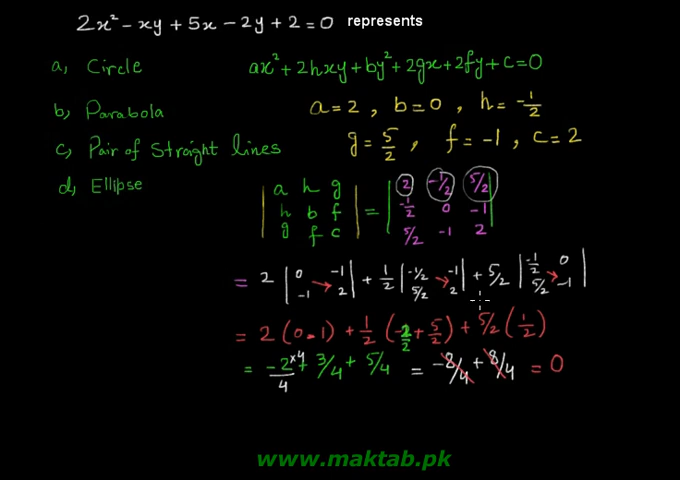 2x² - xy + 5x - 2y + 2 = 0 represents
a, Circle
ax² + 2hxy + by² + 2gx + 2fy + c = 0
b, Parabola
a = 2 , b = 0 , h = -1/2
c, Pair of Straight lines
g = 5/2 , f = -1 , c = 2
d, Ellipse
| a h g | = | 2 -1/2 5/2 |
| h b f | | -1/2 0 -1 |
| g f c | | 5/2 -1 2 |
= 2 | 0 → -1 | + 1/2 | -1/2 → -1 | + 5/2 | -1/2 → 0 |
| -1 2 | | 5/2 2 | | 5/2 -1 |
= 2 (0 - 1) + 1/2 (-2/2 + 5/2) + 5/2 (1/2)
= -2×4/4 + 3/4 + 5/4 = -8/4 + 8/4 = 0
www.maktab.pk